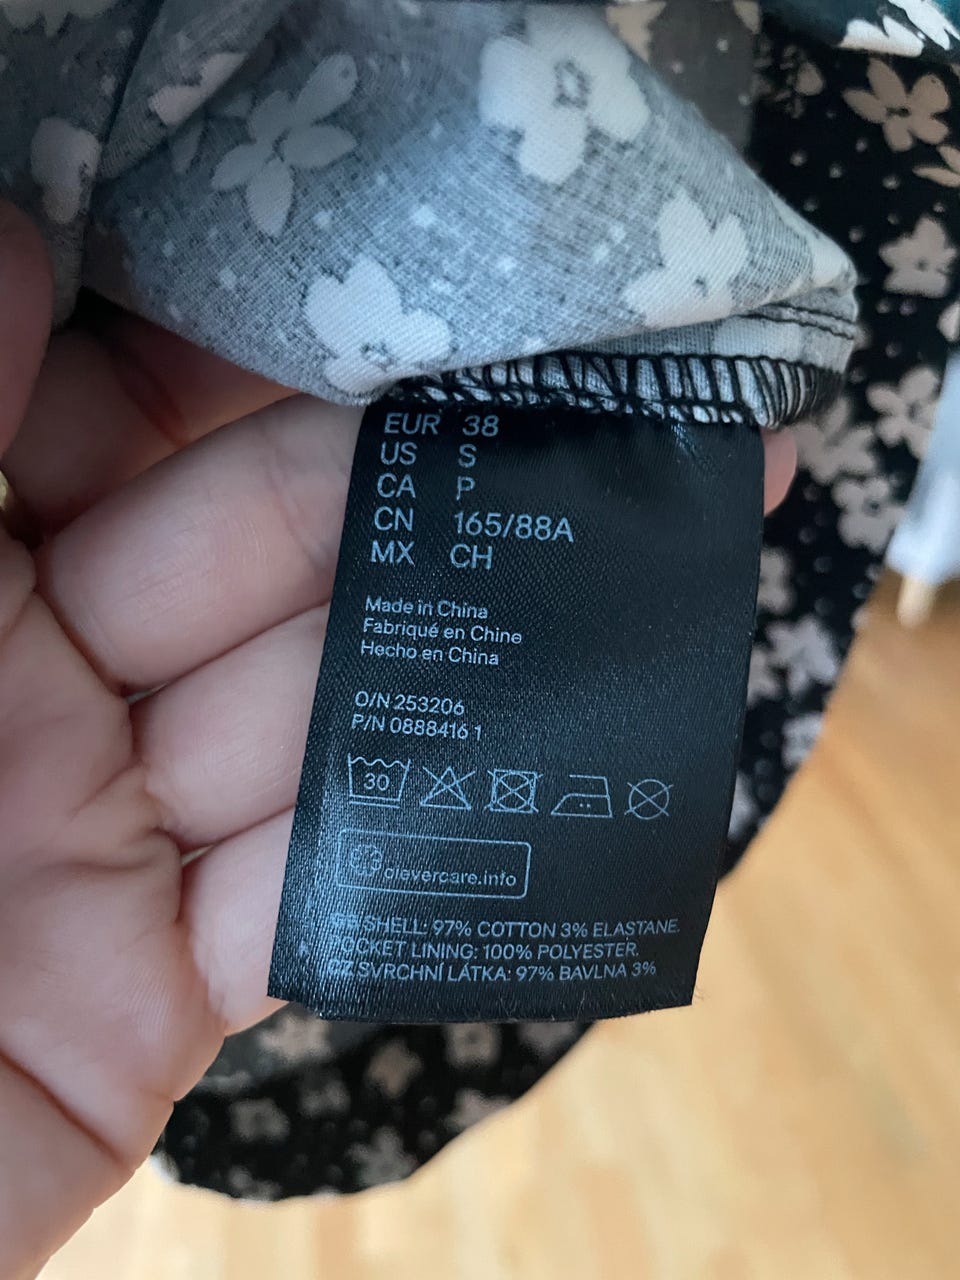 EUR 38
US S
CA P
CN 165/88A
MX CH
Made in China
Fabriqué en Chine
Hecho en China
O/N 253206
P/N 0888416 1
30
clevercare.info
SHELL: 97% COTTON 3% ELASTANE.
POCKET LINING: 100% POLYESTER.
CZ SVRCHNÍ LÁTKA: 97% BAVLNA 3%